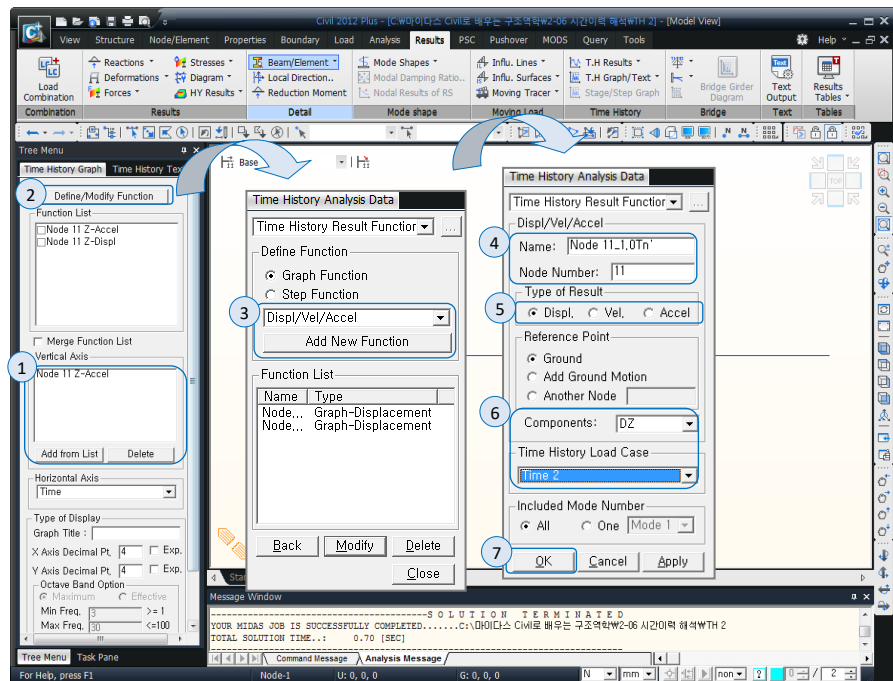 Civil 2012 Plus - [C:₩마이다스 Civil로 배우는 구조역학₩2-06 시간이력 해석₩TH 2] - [Model View]
View Structure Node/Element Properties Boundary Load Analysis Results PSC Pushover MODS Query Tools Help
Load Combination
Reactions
Deformations
Forces
Stresses
Diagram
HY Results
Beam/Element
Local Direction..
Reduction Moment
Mode Shapes
Modal Damping Ratio..
Nodal Results of RS
Influ. Lines
Influ. Surfaces
Moving Tracer
T.H Results
T.H Graph/Text
Stage/Step Graph
Bridge Girder Diagram
Text Output
Results Tables
Combination Results Detail Mode shape Moving Load Time History Bridge Text Tables
Tree Menu
Time History Graph Time History Tex
2
Define/Modify Function
Function List
Node 11 Z-Accel
Node 11 Z-Displ
Merge Function List
1
Vertical Axis
Node 11 Z-Accel
Add from List Delete
Horizontal Axis
Time
Type of Display
Graph Title :
X Axis Decimal Pt. 4 Exp.
Y Axis Decimal Pt. 4 Exp.
Octave Band Option
Maximum Effective
Min Freq. 3 >= 1
Max Freq. 30 <=100
Tree Menu Task Pane
Base
TOP
Time History Analysis Data
Time History Result Function
...
Define Function
Graph Function
Step Function
3
Displ/Vel/Accel
Add New Function
Function List
Name Type
Node... Graph-Displacement
Node... Graph-Displacement
Back Modify Delete
Close
Time History Analysis Data
Time History Result Function
...
Displ/Vel/Accel
4
Name: Node 11_1.0Tn'
Node Number: 11
Type of Result
5
Displ. Vel. Accel
Reference Point
Ground
Add Ground Motion
Another Node
6
Components: DZ
Time History Load Case
Time 2
Included Mode Number
All One Mode 1
7
OK Cancel Apply
Star
Message Window
SOLUTION TERMINATED
YOUR MIDAS JOB IS SUCCESSFULLY COMPLETED.......C:₩마이다스 Civil로 배우는 구조역학₩2-06 시간이력 해석₩TH 2
TOTAL SOLUTION TIME..: 0.70 [SEC]
Command Message Analysis Message
For Help, press F1 Node-1 U: 0, 0, 0 G: 0, 0, 0 N mm non 0 / 2